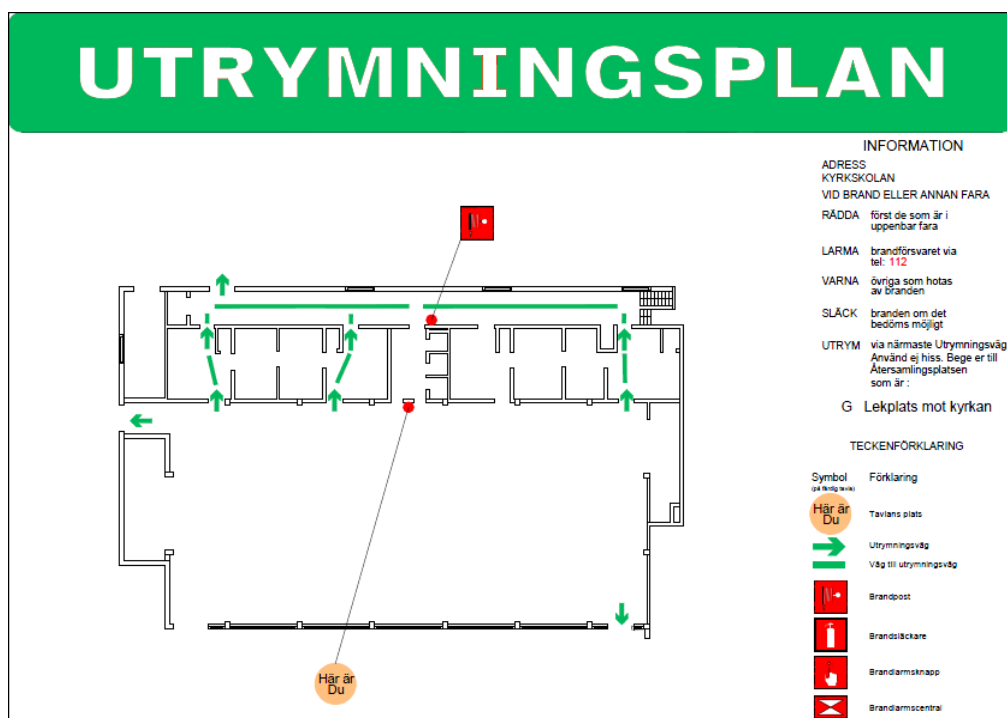 UTRYMNINGSPLAN
INFORMATION
ADRESS
KYRKSKOLAN
VID BRAND ELLER ANNAN FARA
RÄDDA först de som är i
uppenbar fara
LARMA brandförsvaret via
tel: 112
VARNA övriga som hotas
av branden
SLÄCK branden om det
bedöms möjligt
UTRYM via närmaste Utrymningsväg
Använd ej hiss. Bege er till
Återsamlingsplatsen
som är :
G Lekplats mot kyrkan
TECKENFÖRKLARING
Symbol Förklaring
(på färdig tavla)
Här är
Du
Tavlans plats
Utrymningsväg
Väg till utrymningsväg
Brandpost
Brandsläckare
Brandlarmsknapp
Brandlarmscentral
Här är
Du